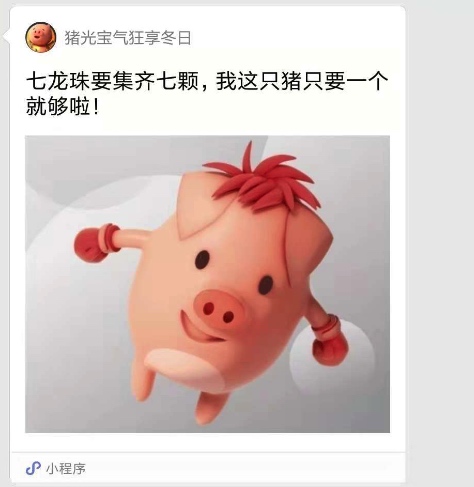 猪光宝气狂享冬日
七龙珠要集齐七颗，我这只猪只要一个
就够啦！
小程序